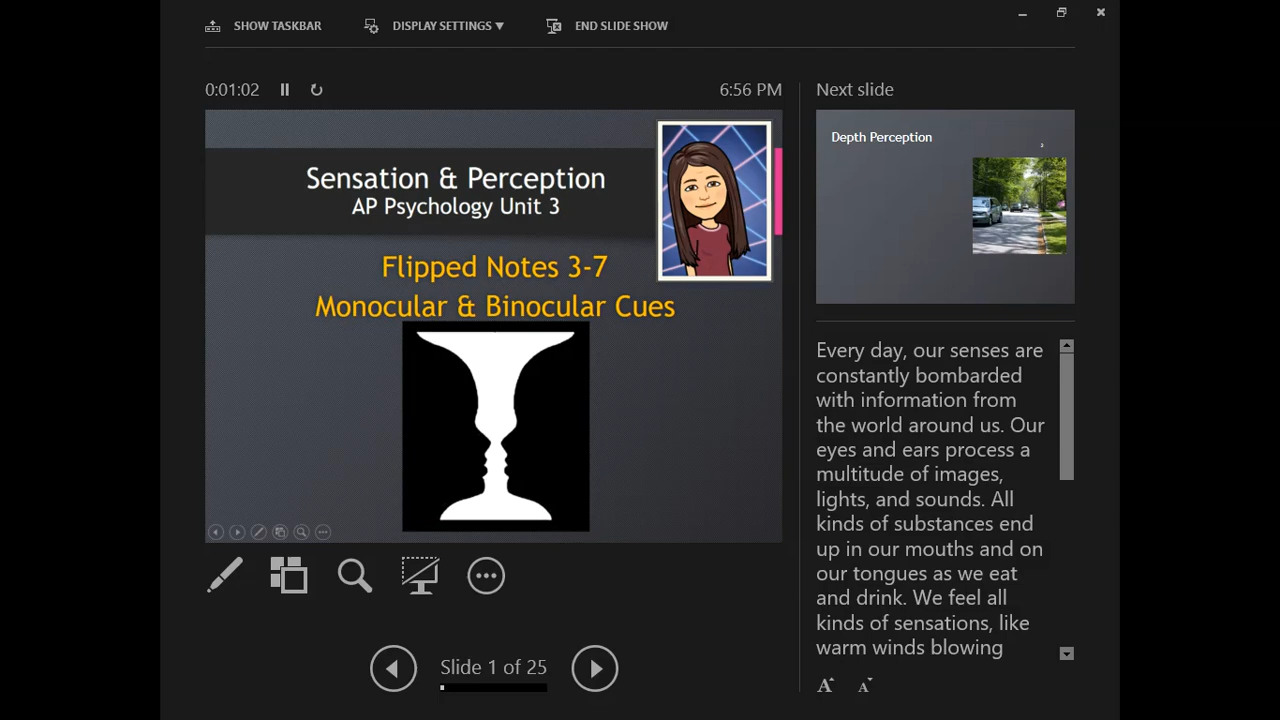 SHOW TASKBAR
DISPLAY SETTINGS ▼
END SLIDE SHOW
0:01:02
6:56 PM
Next slide
Sensation & Perception
AP Psychology Unit 3
Flipped Notes 3-7
Monocular & Binocular Cues
Depth Perception
2
Every day, our senses are
constantly bombarded
with information from
the world around us. Our
eyes and ears process a
multitude of images,
lights, and sounds. All
kinds of substances end
up in our mouths and on
our tongues as we eat
and drink. We feel all
kinds of sensations, like
warm winds blowing
Slide 1 of 25
A
A